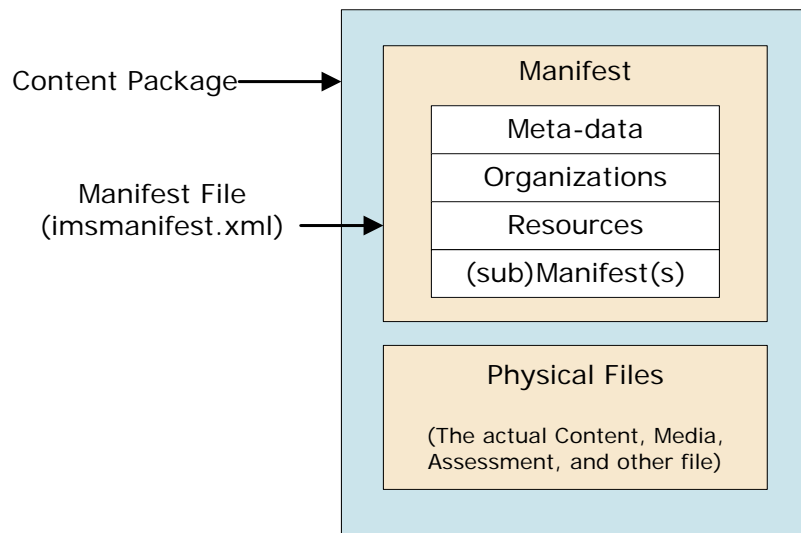 Content Package
Manifest File
(imsmanifest.xml)
Manifest
Meta-data
Organizations
Resources
(sub)Manifest(s)
Physical Files
(The actual Content, Media,
Assessment, and other file)